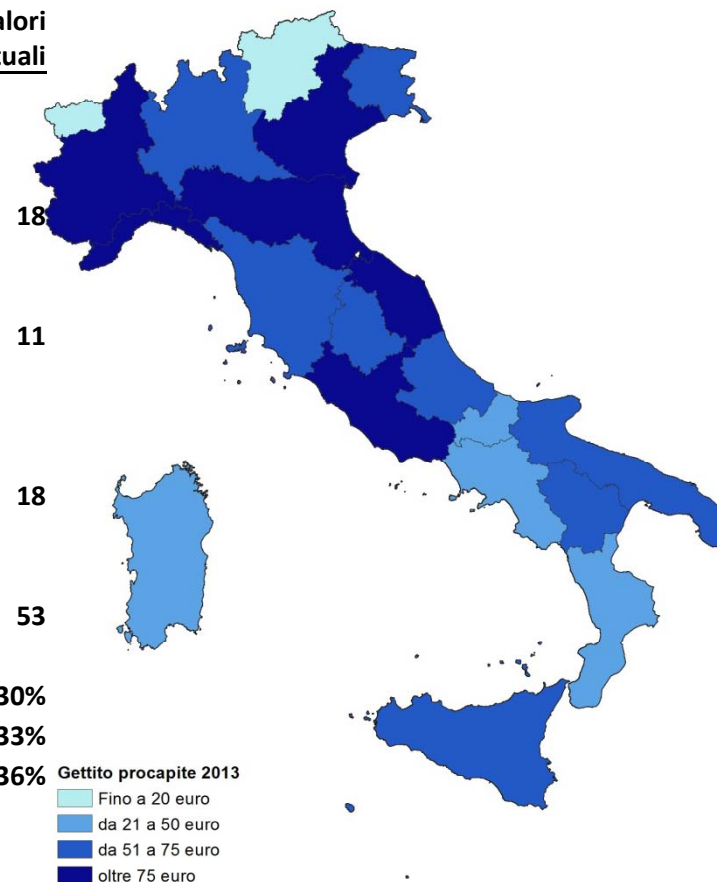 alori
tuali
18
11
18
53
30%
33%
36%
Gettito procapite 2013
Fino a 20 euro
da 21 a 50 euro
da 51 a 75 euro
oltre 75 euro